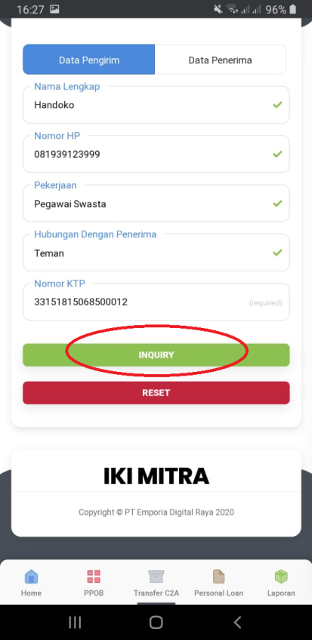 16:27 96%
Data Pengirim Data Penerima
Nama Lengkap
Handoko
Nomor HP
081939123999
Pekerjaan
Pegawai Swasta
Hubungan Dengan Penerima
Teman
Nomor KTP
33151815068500012 (required)
INQUIRY
RESET
IKI MITRA
Copyright © PT Emporia Digital Raya 2020
Home PPOB Transfer C2A Personal Loan Laporan